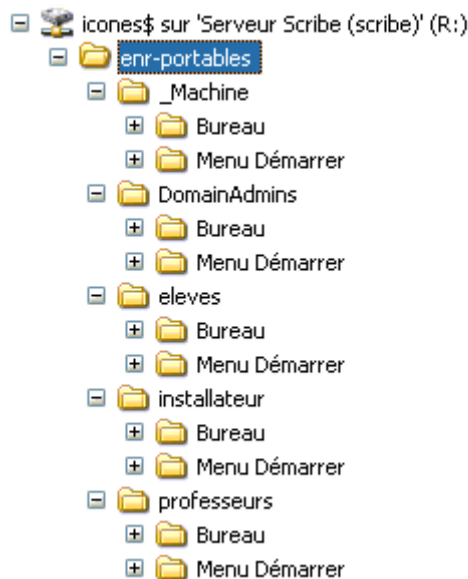 icones$ sur 'Serveur Scribe (scribe)' (R:)
enr-portables
_Machine
Bureau
Menu Démarrer
DomainAdmins
Bureau
Menu Démarrer
eleves
Bureau
Menu Démarrer
installateur
Bureau
Menu Démarrer
professeurs
Bureau
Menu Démarrer